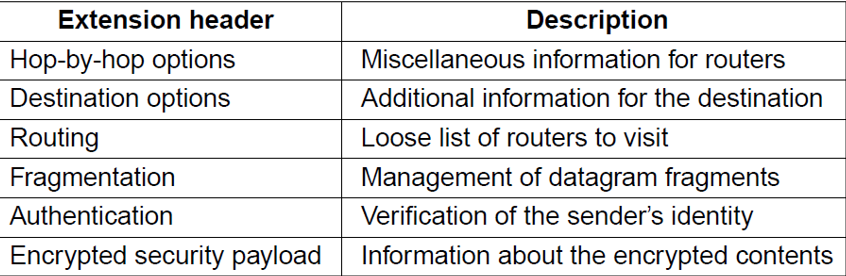 Extension header Description
Hop-by-hop options Miscellaneous information for routers
Destination options Additional information for the destination
Routing Loose list of routers to visit
Fragmentation Management of datagram fragments
Authentication Verification of the sender’s identity
Encrypted security payload Information about the encrypted contents